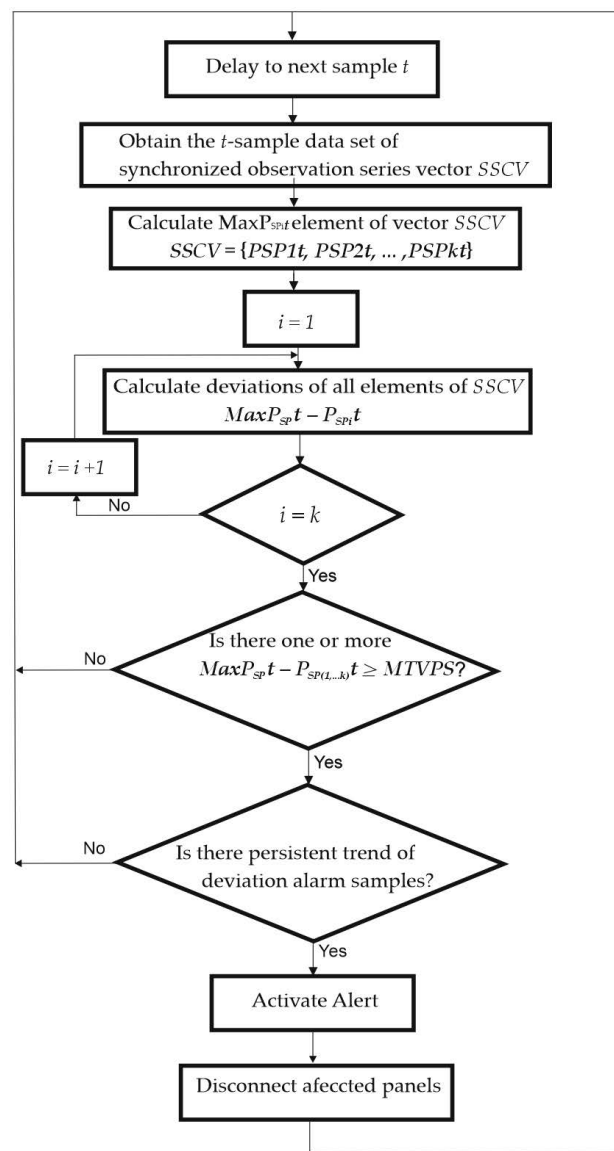 Delay to next sample t
Obtain the t-sample data set of
synchronized observation series vector SSCV
Calculate MaxPSPit element of vector SSCV
SSCV = {PSP1t, PSP2t, ... ,PSPkt}
i = 1
Calculate deviations of all elements of SSCV
MaxPSPt – PSPit
i = i +1
No
i = k
Yes
Is there one or more
No
MaxPSPt – PSP(1,...k)t ≥ MTVPS?
Yes
No
Is there persistent trend of
deviation alarm samples?
Yes
Activate Alert
Disconnect afeccted panels